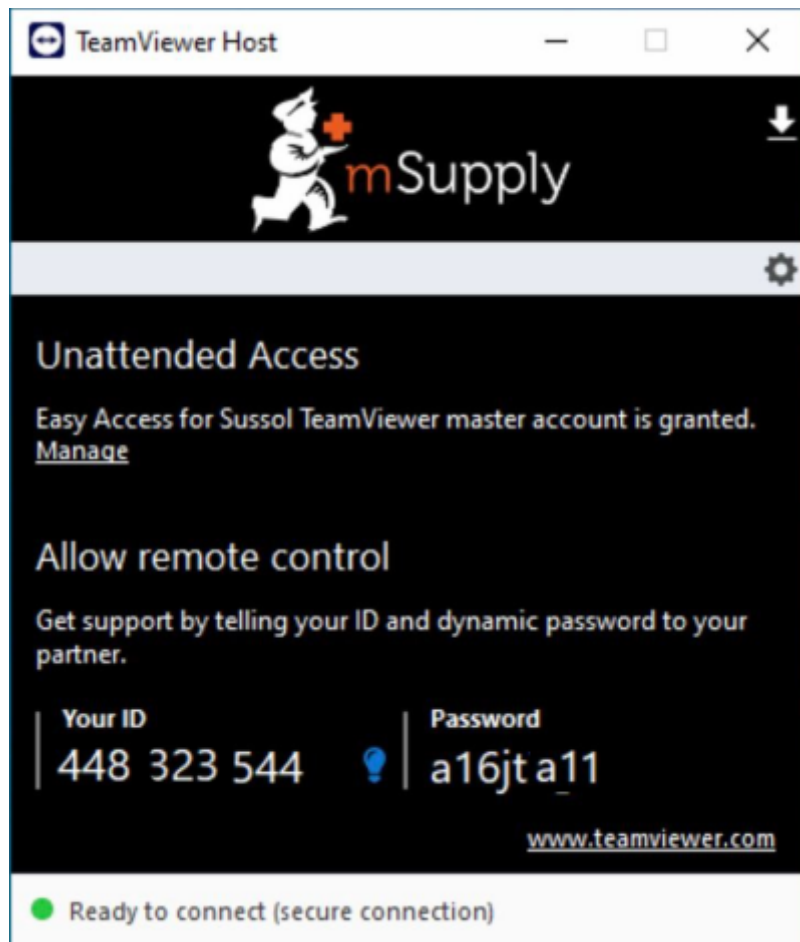 TeamViewer Host
mSupply
Unattended Access
Easy Access for Sussol TeamViewer master account is granted.
Manage
Allow remote control
Get support by telling your ID and dynamic password to your
partner.
Your ID
448 323 544
Password
a16jt a11
www.teamviewer.com
Ready to connect (secure connection)